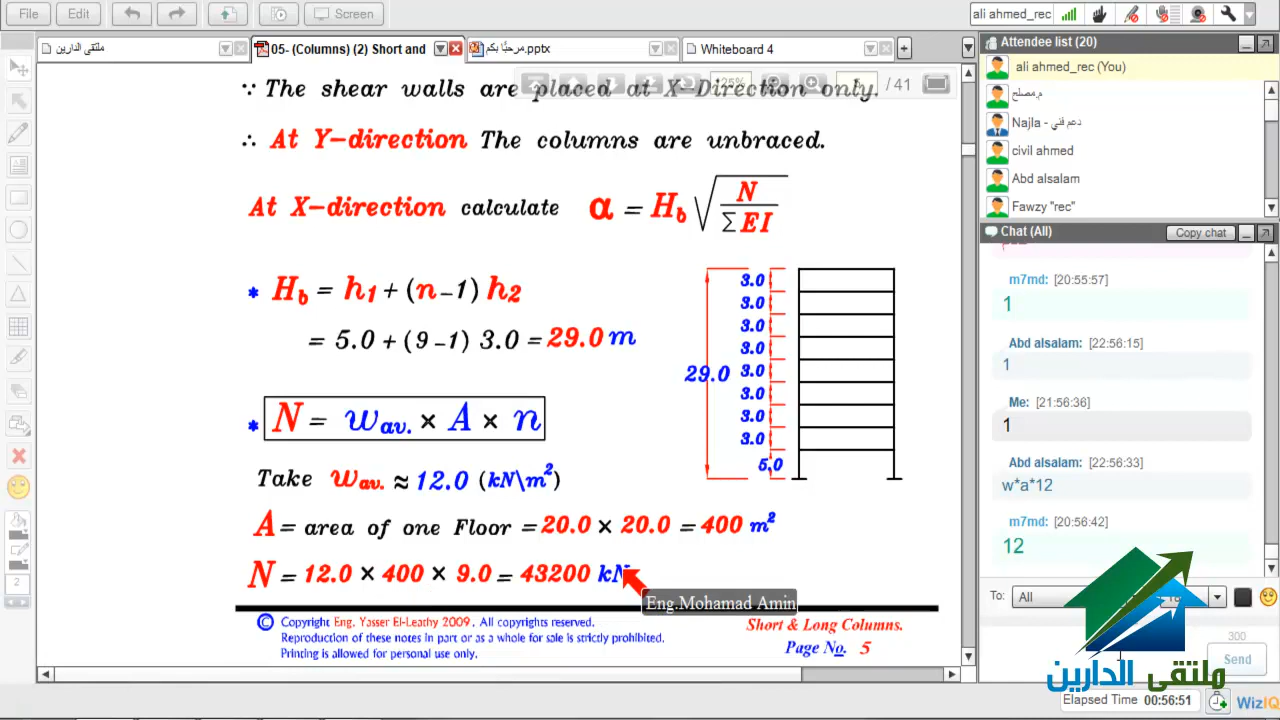 File
Edit
Screen
ali ahmed_rec
ملتقى الدارين
05- (Columns) (2) Short and
مرحبًا بكم.pptx
Whiteboard 4
/ 41
∵ The shear walls are placed at X-Direction only.
∴ At Y-direction The columns are unbraced.
At X-direction calculate α = Hb √(N / ΣEI)
* Hb = h1 + (n-1) h2
= 5.0 + (9-1) 3.0 = 29.0 m
* N = wav. × A × n
Take wav. ≈ 12.0 (kN\m²)
A = area of one Floor = 20.0 × 20.0 = 400 m²
N = 12.0 × 400 × 9.0 = 43200 kN
3.0
3.0
3.0
3.0
3.0
3.0
3.0
3.0
5.0
29.0
Eng.Mohamad Amin
© Copyright Eng. Yasser El-Leathy 2009. All copyrights reserved.
Reproduction of these notes in part or as a whole for sale is strictly prohibited.
Printing is allowed for personal use only.
Short & Long Columns.
Page No. 5
2
Attendee list (20)
ali ahmed_rec (You)
م.مصلح
Najla - دعم فني
civil ahmed
Abd alsalam
Fawzy "rec"
Chat (All)
Copy chat
m7md: [20:55:57]
1
Abd alsalam: [22:56:15]
1
Me: [21:56:36]
1
Abd alsalam: [22:56:33]
w*a*12
m7md: [20:56:42]
12
To:
All
300
Send
ملتقى الدارين
Elapsed Time 00:56:51
WizIQ